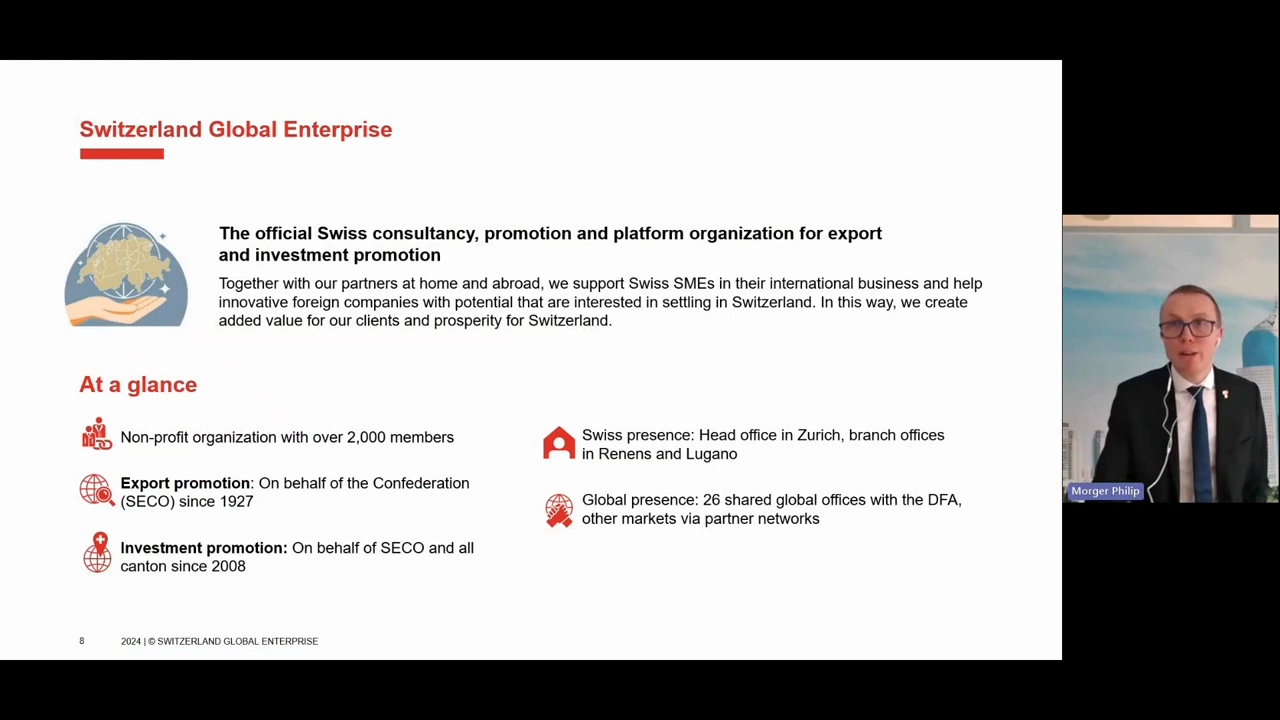 Switzerland Global Enterprise
The official Swiss consultancy, promotion and platform organization for export
and investment promotion
Together with our partners at home and abroad, we support Swiss SMEs in their international business and help
innovative foreign companies with potential that are interested in settling in Switzerland. In this way, we create
added value for our clients and prosperity for Switzerland.
At a glance
Non-profit organization with over 2,000 members
Export promotion: On behalf of the Confederation
(SECO) since 1927
Investment promotion: On behalf of SECO and all
canton since 2008
Swiss presence: Head office in Zurich, branch offices
in Renens and Lugano
Global presence: 26 shared global offices with the DFA,
other markets via partner networks
8 2024 | © SWITZERLAND GLOBAL ENTERPRISE
Morger Philip